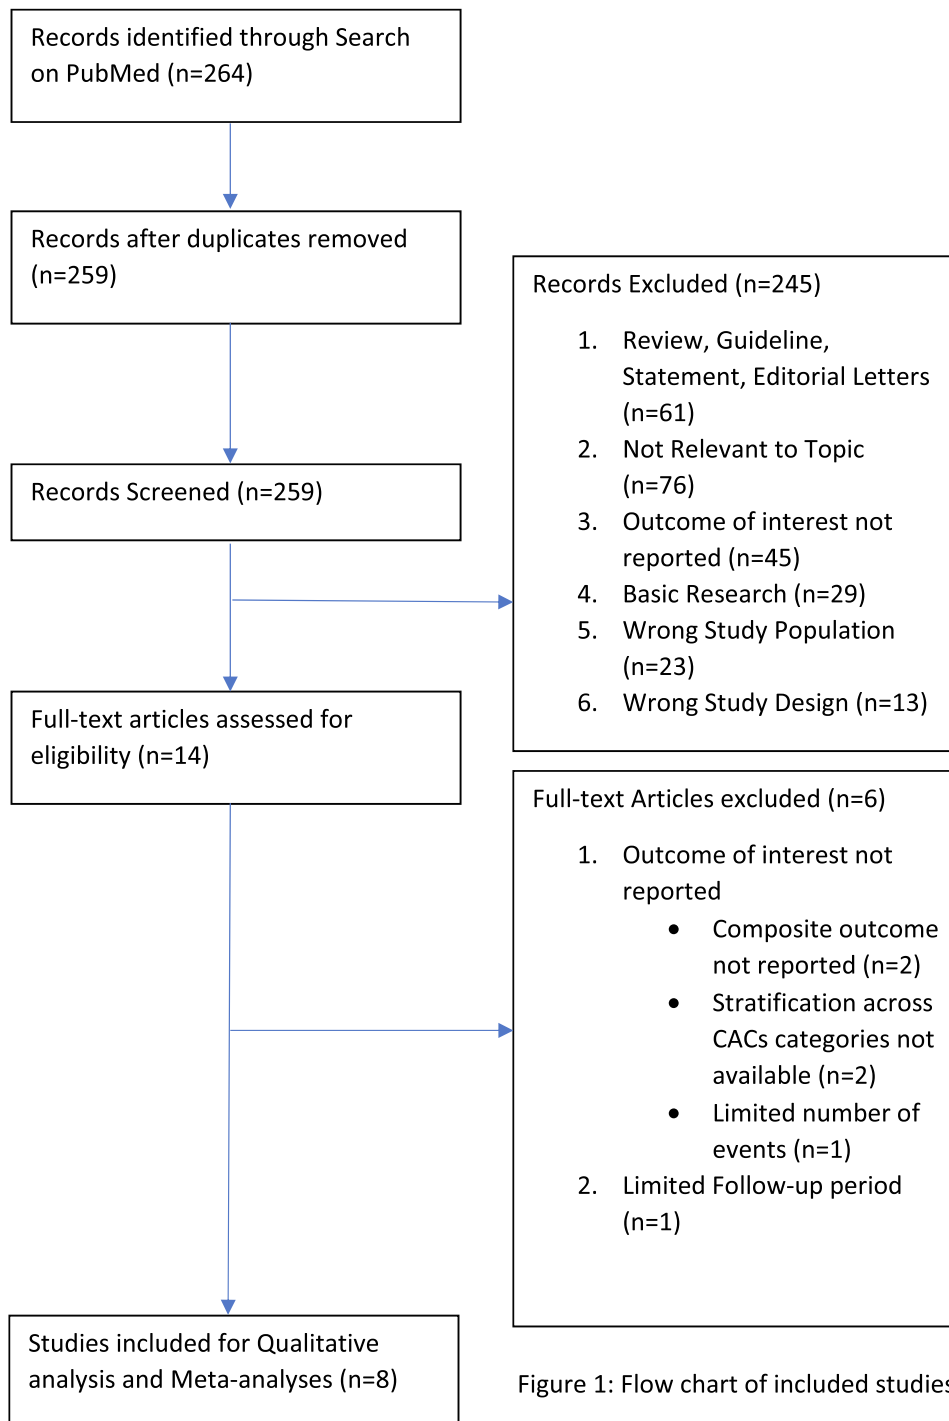 Records identified through Search
on PubMed (n=264)
Records after duplicates removed
(n=259)
Records Screened (n=259)
Records Excluded (n=245)
1. Review, Guideline,
Statement, Editorial Letters
(n=61)
2. Not Relevant to Topic
(n=76)
3. Outcome of interest not
reported (n=45)
4. Basic Research (n=29)
5. Wrong Study Population
(n=23)
6. Wrong Study Design (n=13)
Full-text articles assessed for
eligibility (n=14)
Full-text Articles excluded (n=6)
1. Outcome of interest not
reported
• Composite outcome
not reported (n=2)
• Stratification across
CACs categories not
available (n=2)
• Limited number of
events (n=1)
2. Limited Follow-up period
(n=1)
Studies included for Qualitative
analysis and Meta-analyses (n=8)
Figure 1: Flow chart of included studies